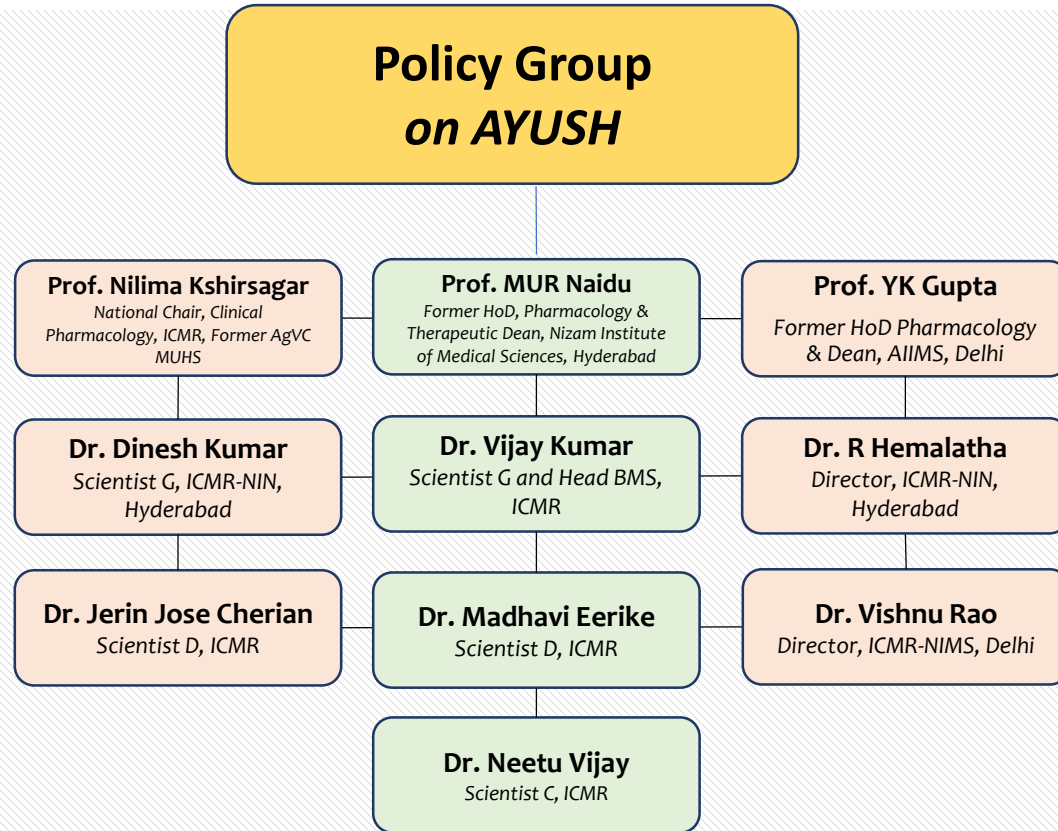 Policy Group
on AYUSH
Prof. Nilima Kshirsagar
National Chair, Clinical
Pharmacology, ICMR, Former AgVC
MUHS
Prof. MUR Naidu
Former HoD, Pharmacology &
Therapeutic Dean, Nizam Institute
of Medical Sciences, Hyderabad
Prof. YK Gupta
Former HoD Pharmacology
& Dean, AIIMS, Delhi
Dr. Dinesh Kumar
Scientist G, ICMR-NIN,
Hyderabad
Dr. Vijay Kumar
Scientist G and Head BMS,
ICMR
Dr. R Hemalatha
Director, ICMR-NIN,
Hyderabad
Dr. Jerin Jose Cherian
Scientist D, ICMR
Dr. Madhavi Eerike
Scientist D, ICMR
Dr. Vishnu Rao
Director, ICMR-NIMS, Delhi
Dr. Neetu Vijay
Scientist C, ICMR